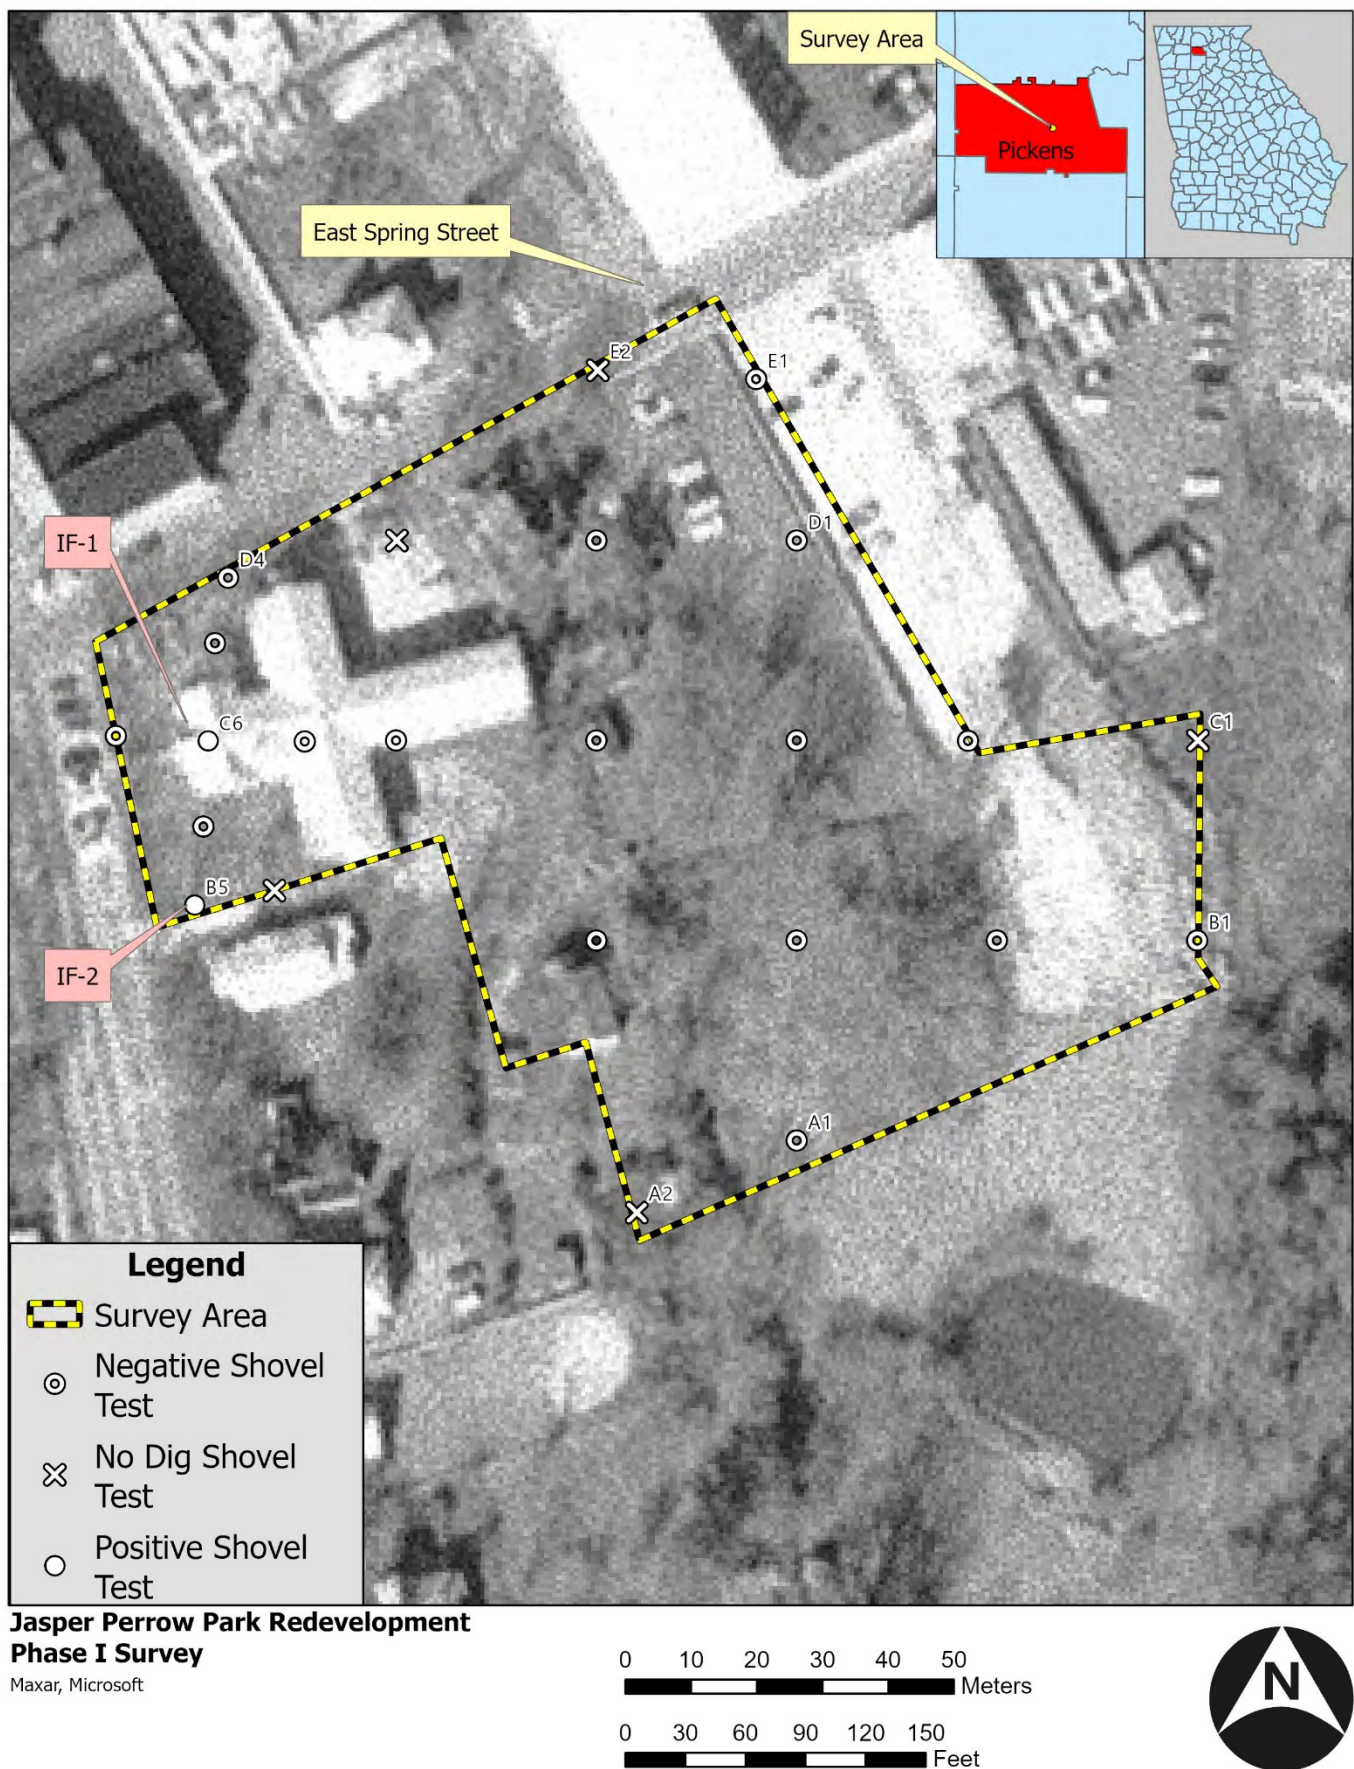 Survey Area
Pickens
East Spring Street
E2
E1
IF-1
D1
D4
C6
C1
B5
B1
IF-2
A1
A2
Legend
Survey Area
Negative Shovel
Test
No Dig Shovel
Test
Positive Shovel
Test
Jasper Perrow Park Redevelopment
Phase I Survey
Maxar, Microsoft
0 10 20 30 40 50
Meters
0 30 60 90 120 150
Feet
N